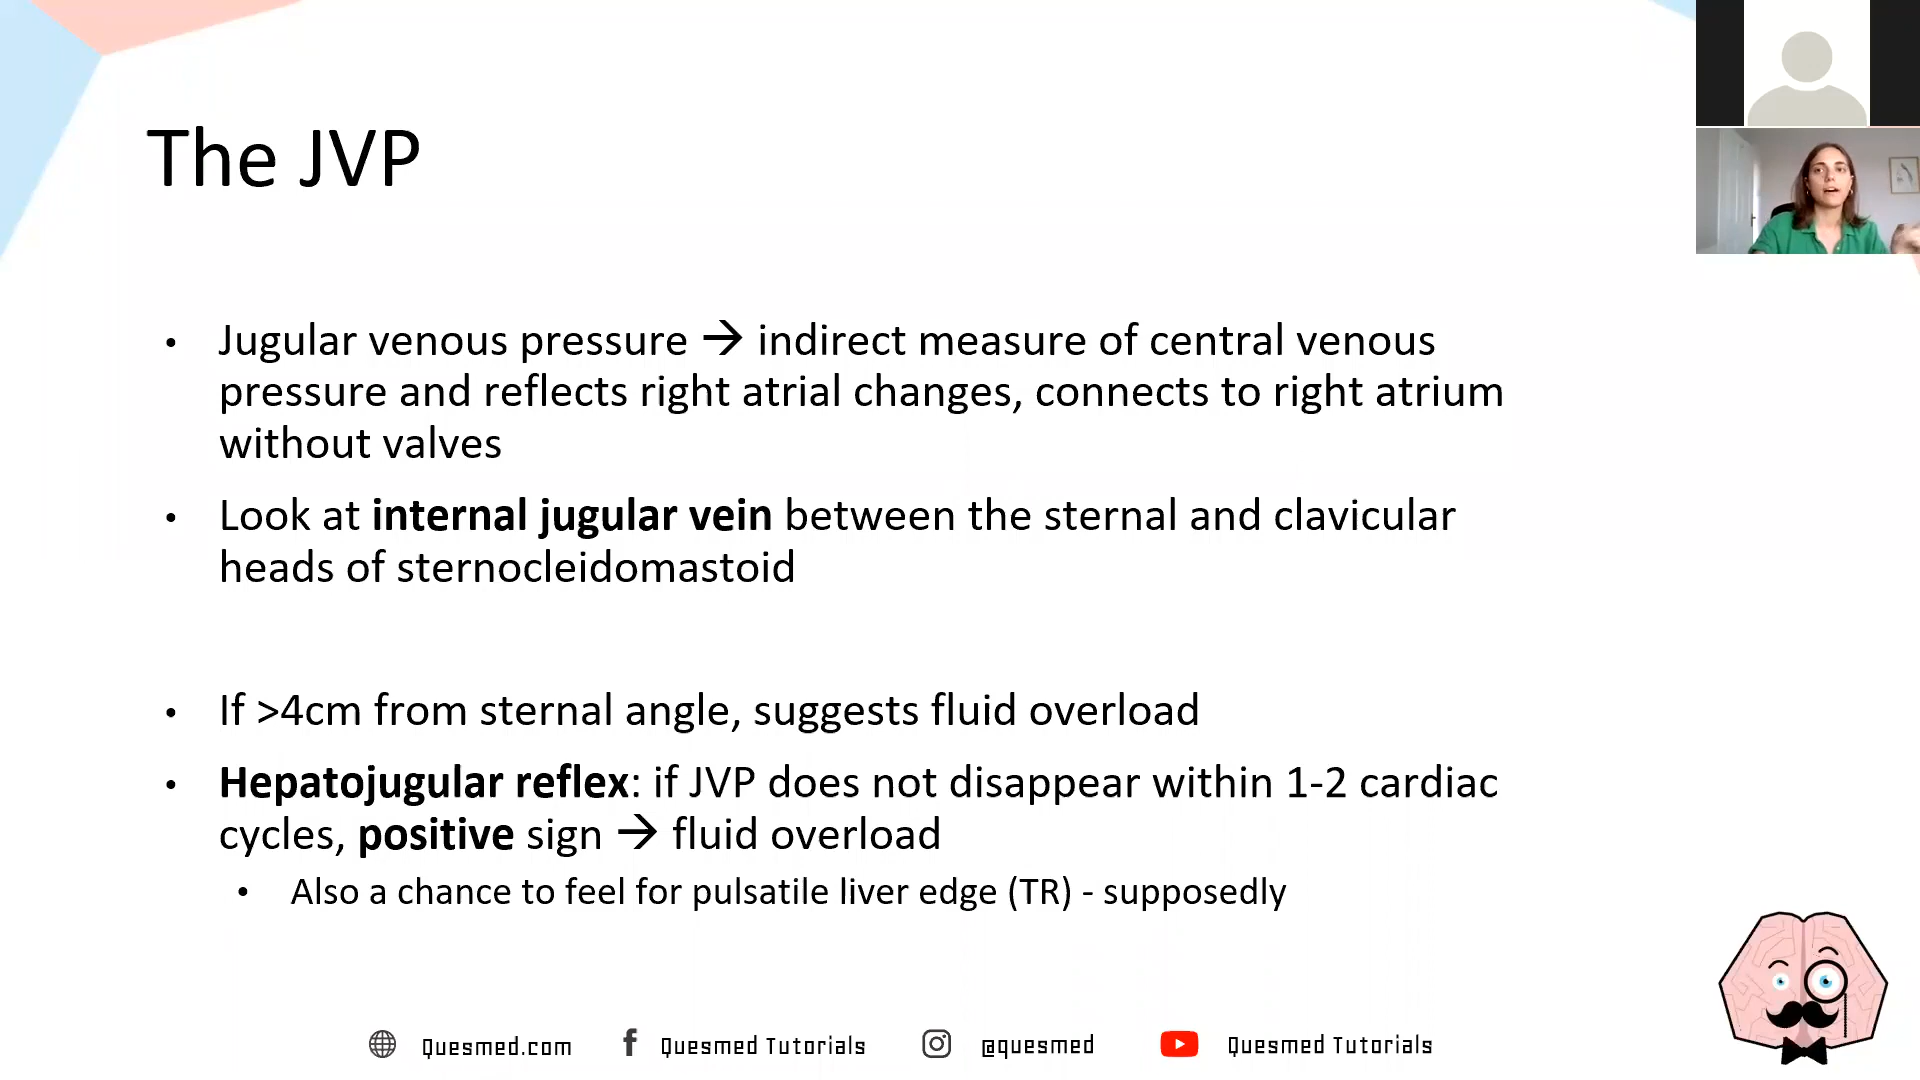 The JVP
• Jugular venous pressure → indirect measure of central venous
pressure and reflects right atrial changes, connects to right atrium
without valves
• Look at internal jugular vein between the sternal and clavicular
heads of sternocleidomastoid
• If >4cm from sternal angle, suggests fluid overload
• Hepatojugular reflex: if JVP does not disappear within 1-2 cardiac
cycles, positive sign → fluid overload
• Also a chance to feel for pulsatile liver edge (TR) - supposedly
Quesmed.com Quesmed Tutorials @quesmed Quesmed Tutorials